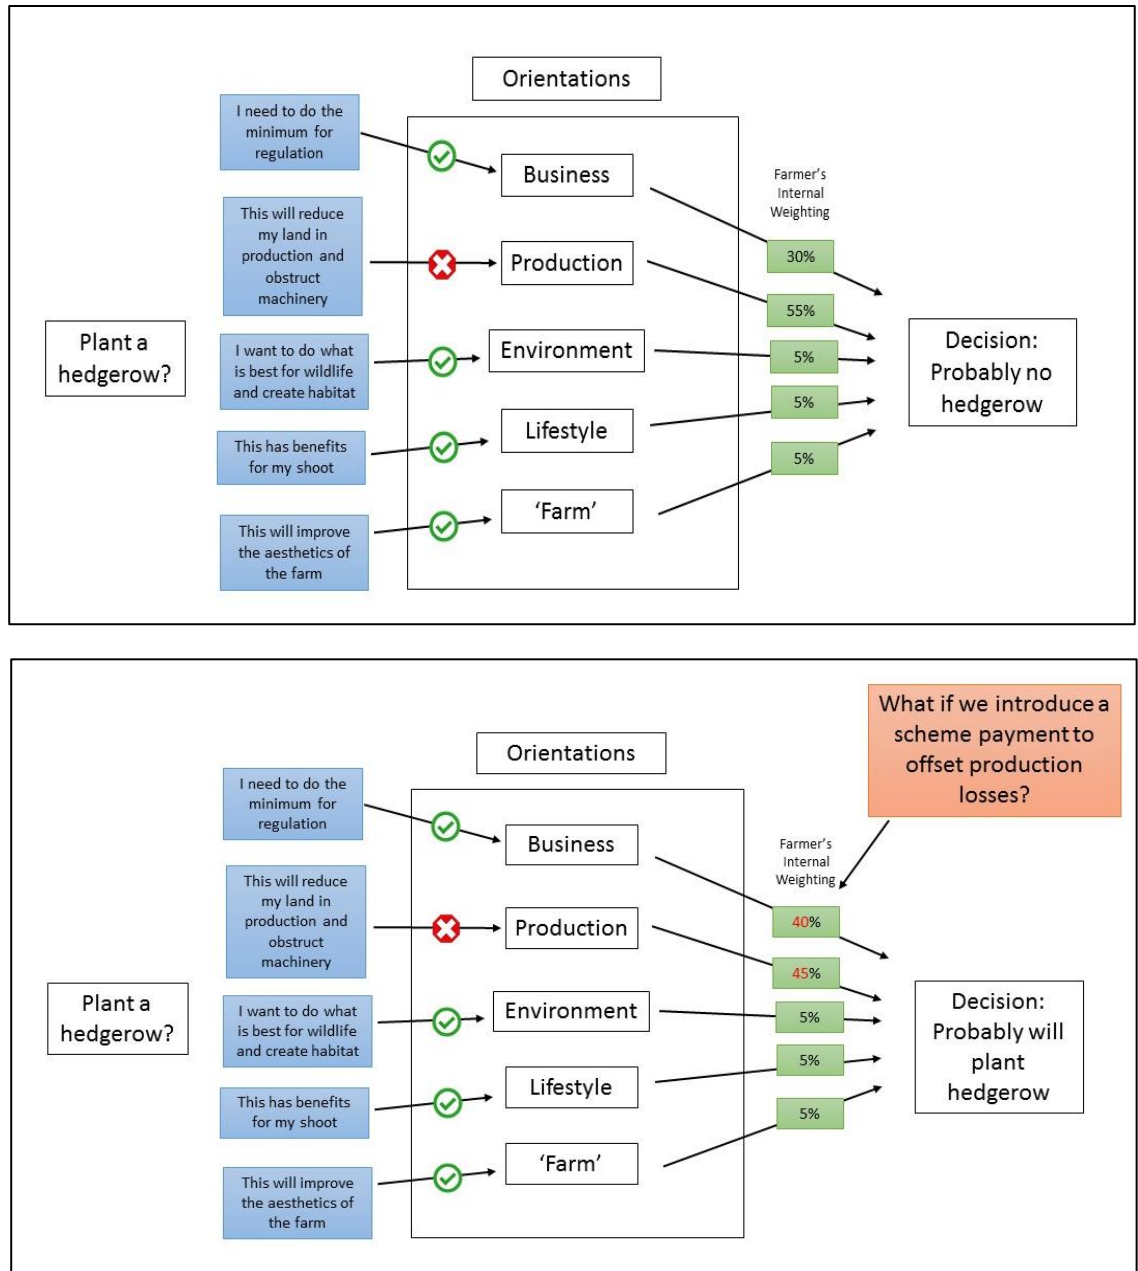 Orientations
I need to do the
minimum for
regulation
Business
Farmer's
Internal
Weighting
30%
This will reduce
my land in
production and
obstruct
machinery
Production
55%
Plant a
hedgerow?
I want to do what
is best for wildlife
and create habitat
Environment
5%
Decision:
Probably no
hedgerow
This has benefits
for my shoot
Lifestyle
5%
This will improve
the aesthetics of
the farm
‘Farm’
5%
What if we introduce a
scheme payment to
offset production
losses?
Orientations
I need to do the
minimum for
regulation
Business
Farmer's
Internal
Weighting
40%
This will reduce
my land in
production and
obstruct
machinery
Production
45%
Plant a
hedgerow?
I want to do what
is best for wildlife
and create habitat
Environment
5%
Decision:
Probably will
plant
hedgerow
This has benefits
for my shoot
Lifestyle
5%
This will improve
the aesthetics of
the farm
‘Farm’
5%